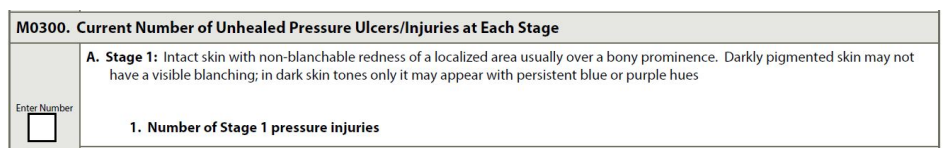 M0300. Current Number of Unhealed Pressure Ulcers/Injuries at Each Stage
A. Stage 1: Intact skin with non-blanchable redness of a localized area usually over a bony prominence. Darkly pigmented skin may not
have a visible blanching; in dark skin tones only it may appear with persistent blue or purple hues
Enter Number
1. Number of Stage 1 pressure injuries